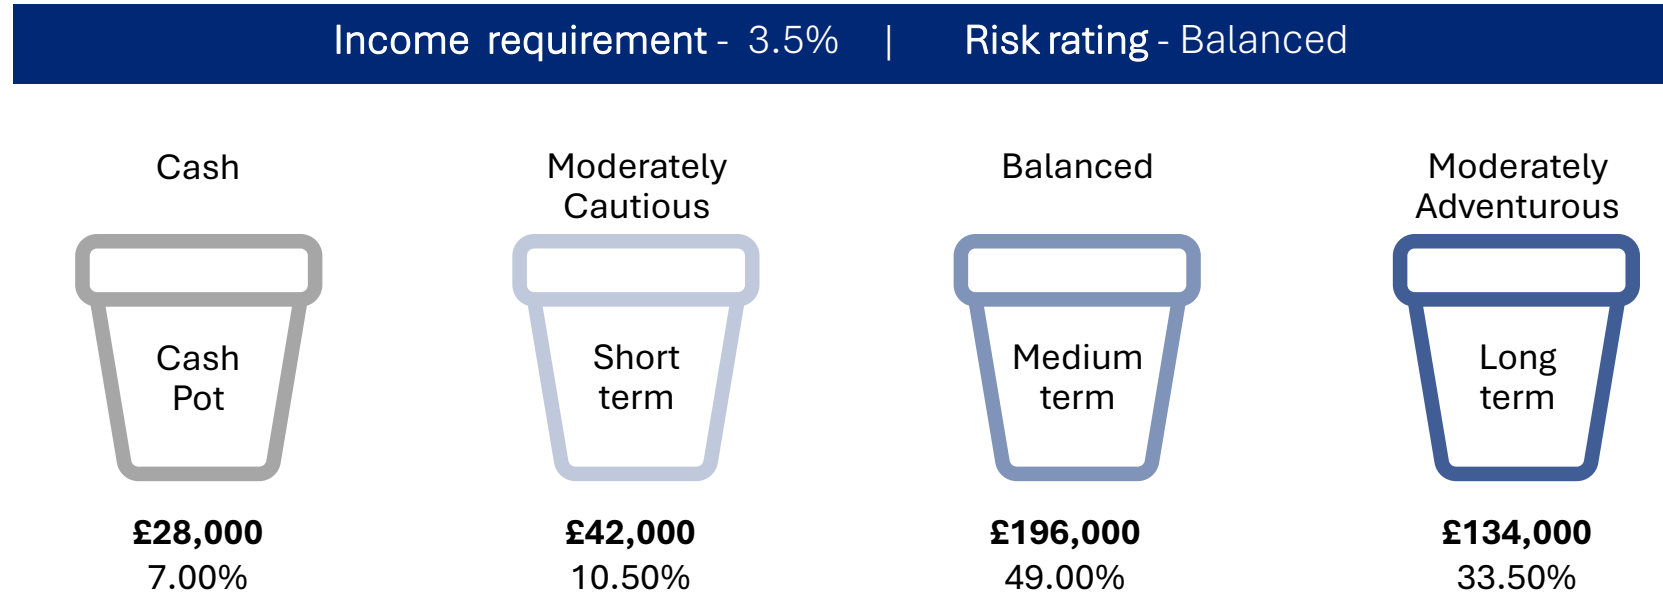 Income requirement - 3.5% | Risk rating - Balanced
Cash
Moderately
Cautious
Balanced
Moderately
Adventurous
Cash
Pot
Short
term
Medium
term
Long
term
£28,000
7.00%
£42,000
10.50%
£196,000
49.00%
£134,000
33.50%